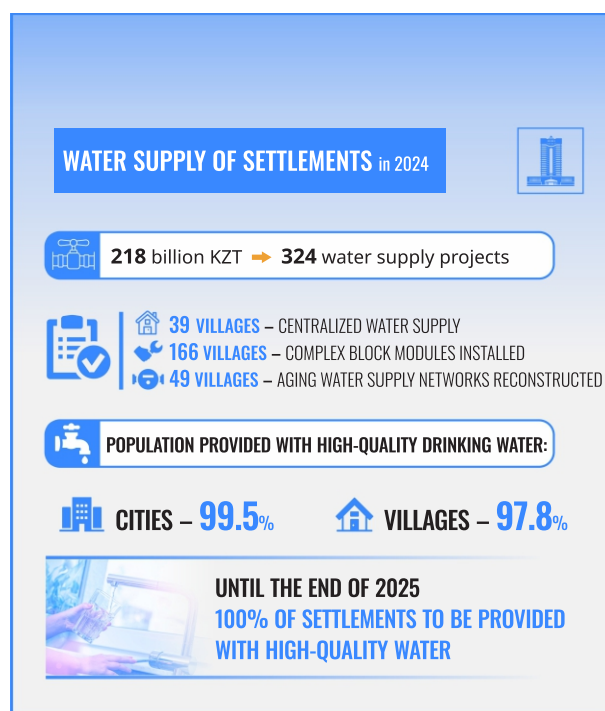 WATER SUPPLY OF SETTLEMENTS in 2024
218 billion KZT 324 water supply projects
39 VILLAGES – CENTRALIZED WATER SUPPLY
166 VILLAGES – COMPLEX BLOCK MODULES INSTALLED
49 VILLAGES – AGING WATER SUPPLY NETWORKS RECONSTRUCTED
POPULATION PROVIDED WITH HIGH-QUALITY DRINKING WATER:
CITIES – 99.5% VILLAGES – 97.8%
UNTIL THE END OF 2025
100% OF SETTLEMENTS TO BE PROVIDED
WITH HIGH-QUALITY WATER